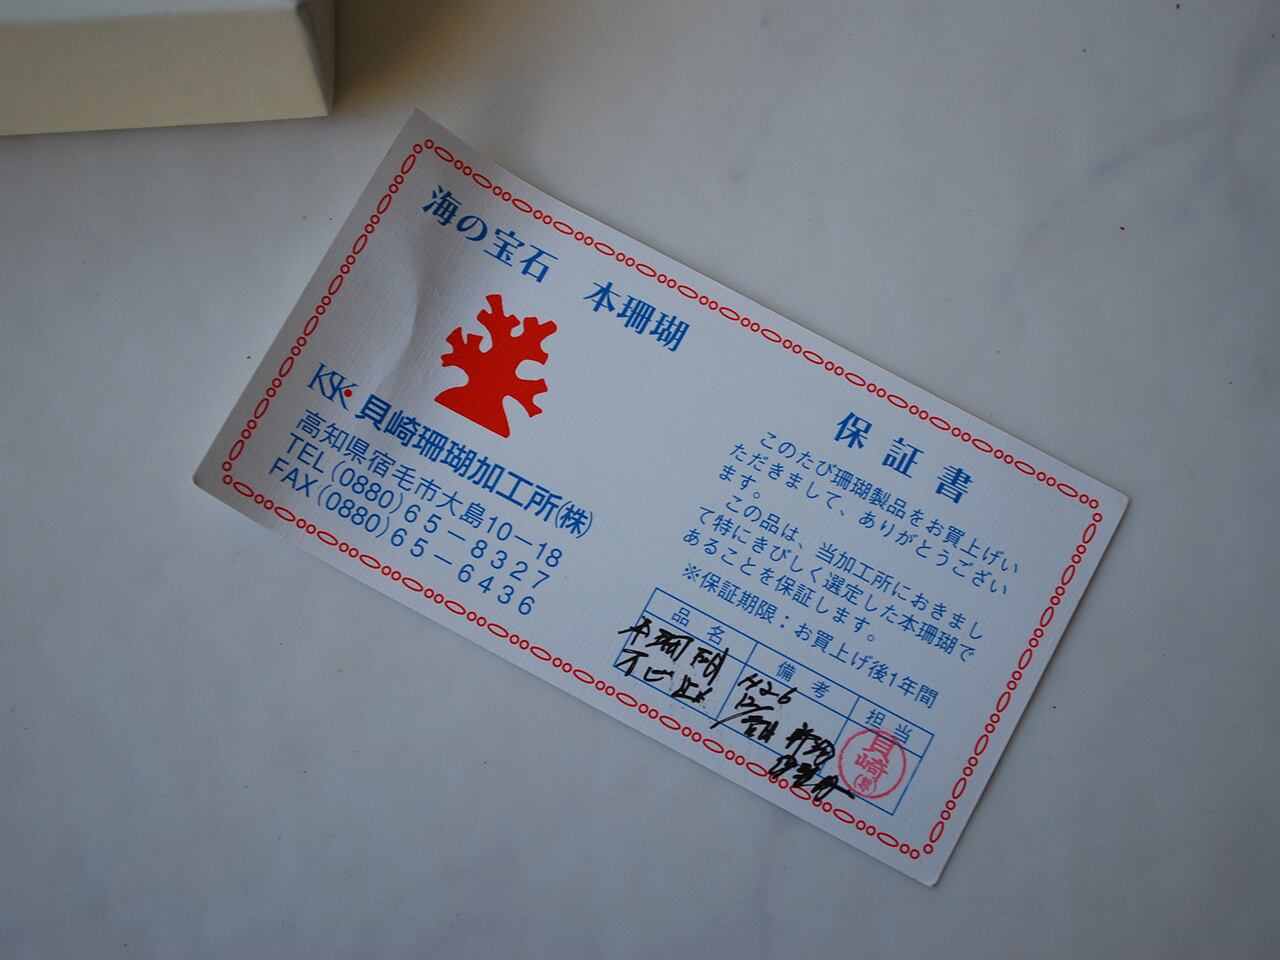 海の宝石　本珊瑚
KSK 貝崎珊瑚加工所(株)
高知県宿毛市大島10－18
TEL (0880) 65－8327
FAX (0880) 65－6436
保証書
このたび珊瑚製品をお買上げい
ただきまして、ありがとうござい
ます。
この品は、当加工所におきまし
て特にきびしく選定した本珊瑚で
あることを保証します。
※保証期限：お買上げ後1年間
品名
備考
担当
本珊瑚
H26
貝崎